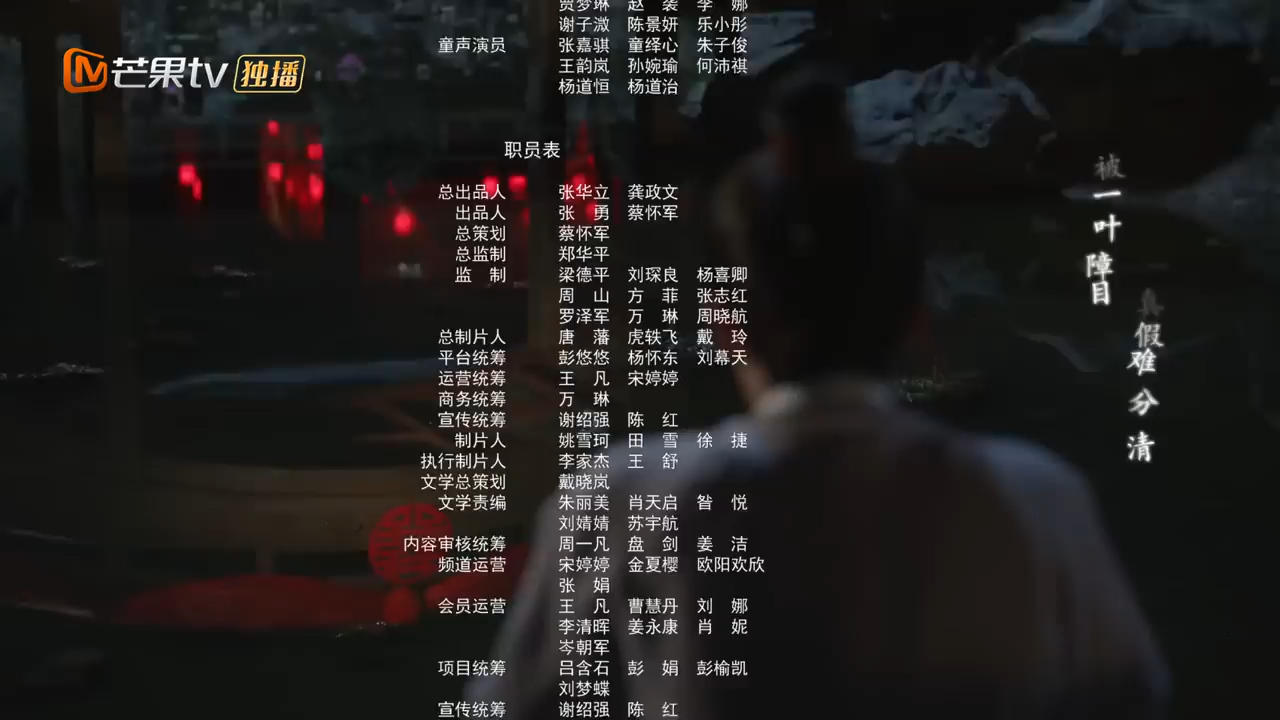 贾梦琳 赵 袭 李 娜
谢子溦 陈景妍 乐小彤
童声演员 张嘉骐 童绎心 朱子俊
王韵岚 孙婉瑜 何沛祺
杨道恒 杨道治
芒果tv 独播
职员表
总出品人 张华立 龚政文
出品人 张 勇 蔡怀军
总策划 蔡怀军
总监制 郑华平
监 制 梁德平 刘琛良 杨喜卿
周 山 方 菲 张志红
罗泽军 万 琳 周晓航
总制片人 唐 藩 虎轶飞 戴 玲
平台统筹 彭悠悠 杨怀东 刘幕天
运营统筹 王 凡 宋婷婷
商务统筹 万 琳
宣传统筹 谢绍强 陈 红
制片人 姚雪珂 田 雪 徐 捷
执行制片人 李家杰 王 舒
文学总策划 戴晓岚
文学责编 朱丽美 肖天启 昝 悦
刘婧婧 苏宇航
内容审核统筹 周一凡 盘 剑 姜 洁
频道运营 宋婷婷 金夏樱 欧阳欢欣
张 娟
会员运营 王 凡 曹慧丹 刘 娜
李清晖 姜永康 肖 妮
岑朝军
项目统筹 吕含石 彭 娟 彭榆凯
刘梦蝶
宣传统筹 谢绍强 陈 红
被一叶障目
真假难分清